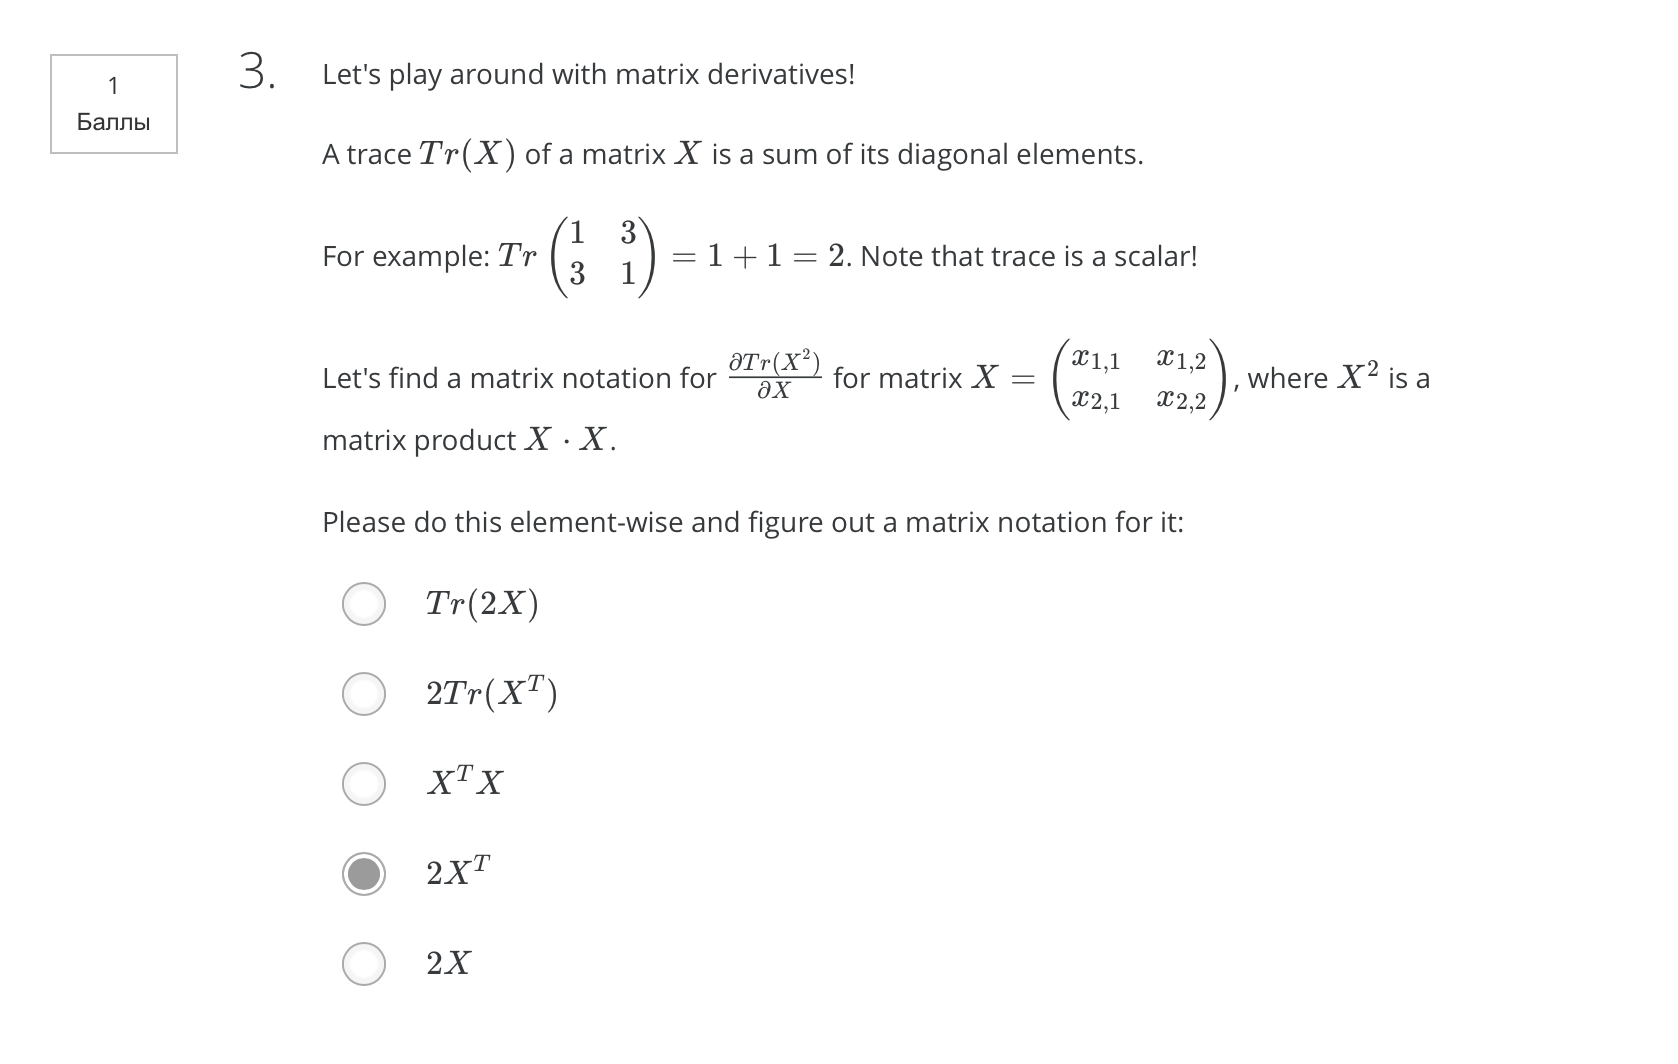 1
Баллы
3.
Let's play around with matrix derivatives!
A trace $Tr(X)$ of a matrix $X$ is a sum of its diagonal elements.
For example: $Tr \begin{pmatrix} 1 & 3 \\ 3 & 1 \end{pmatrix} = 1 + 1 = 2$. Note that trace is a scalar!
Let's find a matrix notation for $\frac{\partial Tr(X^2)}{\partial X}$ for matrix $X = \begin{pmatrix} x_{1,1} & x_{1,2} \\ x_{2,1} & x_{2,2} \end{pmatrix}$, where $X^2$ is a
matrix product $X \cdot X$.
Please do this element-wise and figure out a matrix notation for it:
$Tr(2X)$
$2Tr(X^T)$
$X^T X$
$2X^T$
$2X$